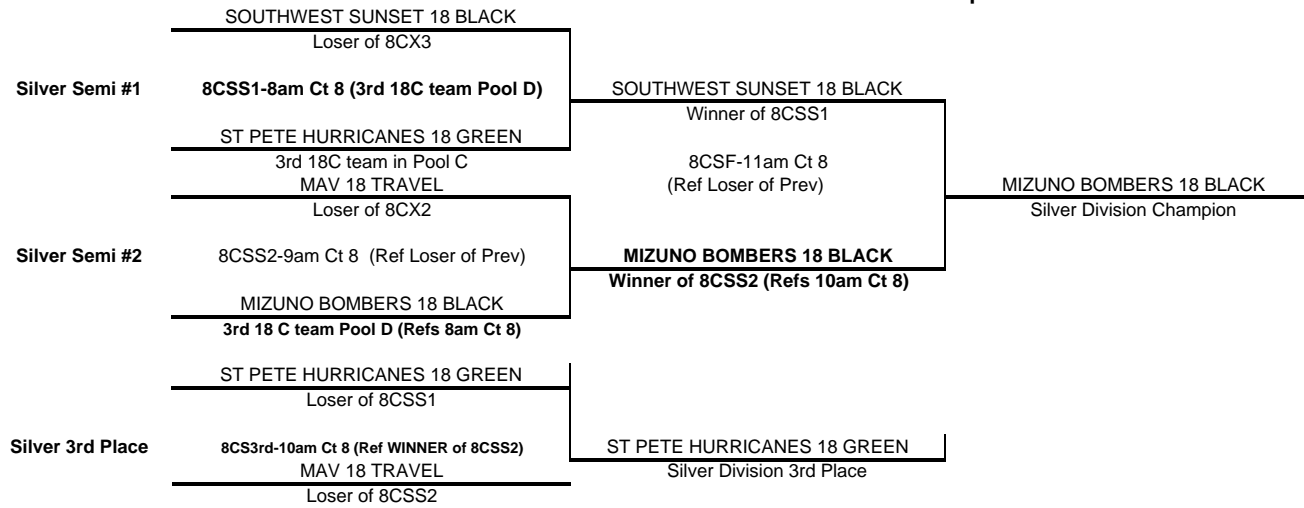 SOUTHWEST SUNSET 18 BLACK
Loser of 8CX3
Silver Semi #1
8CSS1-8am Ct 8 (3rd 18C team Pool D)
SOUTHWEST SUNSET 18 BLACK
Winner of 8CSS1
ST PETE HURRICANES 18 GREEN
3rd 18C team in Pool C
8CSF-11am Ct 8
MAV 18 TRAVEL
(Ref Loser of Prev)
MIZUNO BOMBERS 18 BLACK
Loser of 8CX2
Silver Division Champion
Silver Semi #2
8CSS2-9am Ct 8 (Ref Loser of Prev)
MIZUNO BOMBERS 18 BLACK
Winner of 8CSS2 (Refs 10am Ct 8)
MIZUNO BOMBERS 18 BLACK
3rd 18 C team Pool D (Refs 8am Ct 8)
ST PETE HURRICANES 18 GREEN
Loser of 8CSS1
Silver 3rd Place
8CS3rd-10am Ct 8 (Ref WINNER of 8CSS2)
ST PETE HURRICANES 18 GREEN
MAV 18 TRAVEL
Silver Division 3rd Place
Loser of 8CSS2